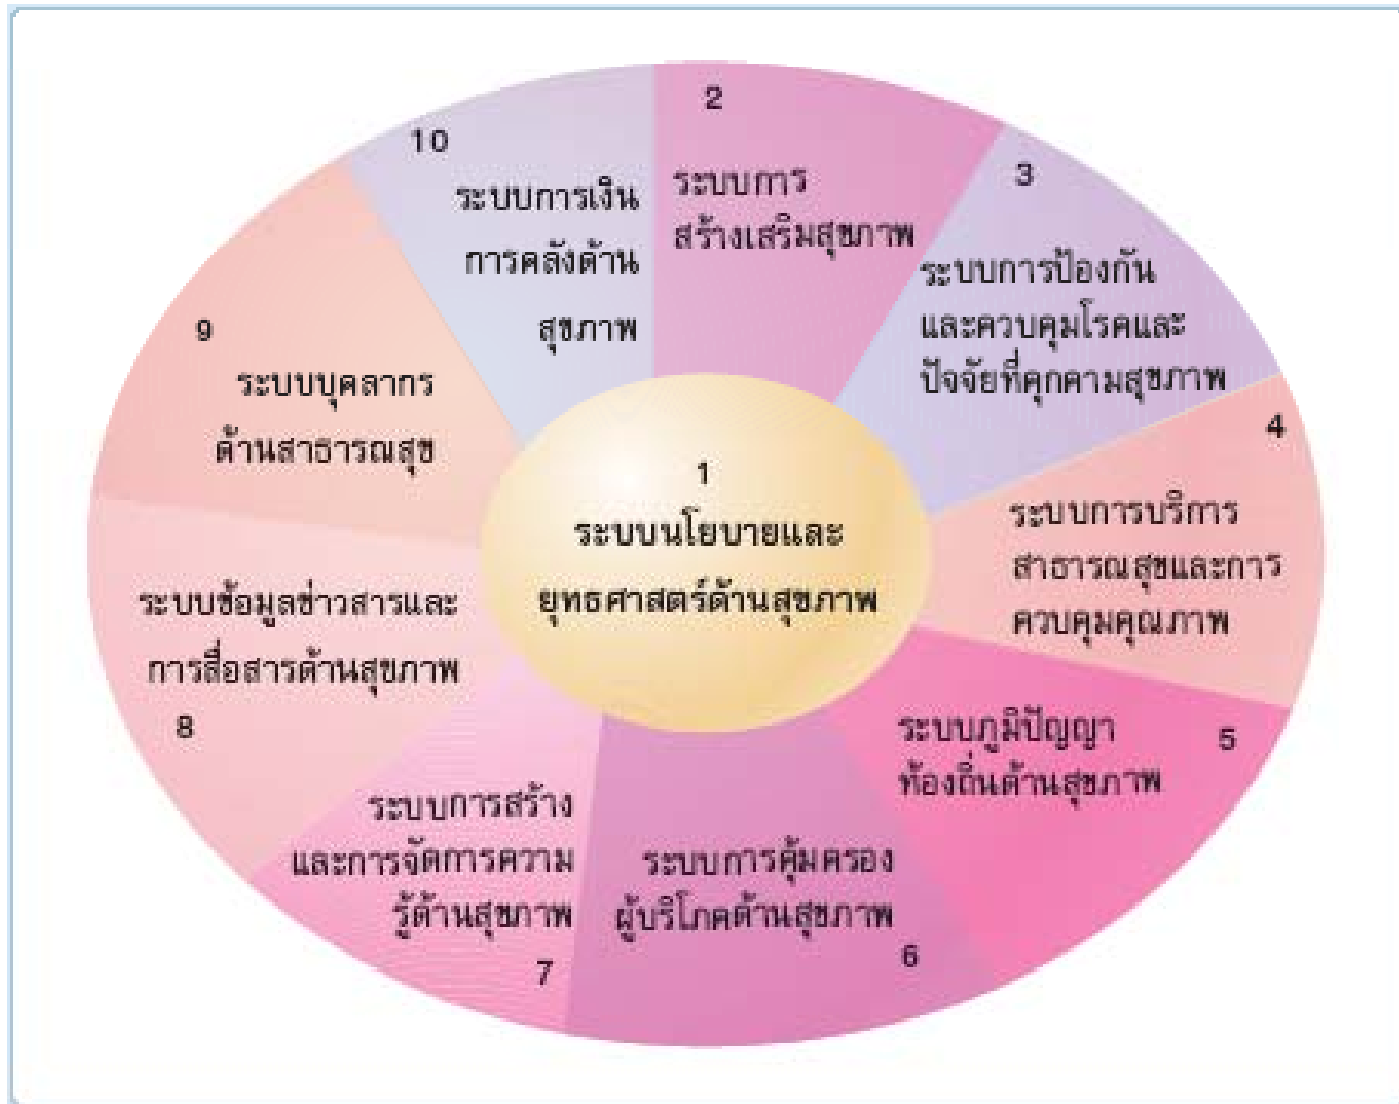 1
ระบบนโยบายและ
ยุทธศาสตร์ด้านสุขภาพ
2
ระบบการ
สร้างเสริมสุขภาพ
3
ระบบการป้องกัน
และควบคุมโรคและ
ปัจจัยที่คุกคามสุขภาพ
4
ระบบการบริการ
สาธารณสุขและการ
ควบคุมคุณภาพ
ระบบภูมิปัญญา
ท้องถิ่นด้านสุขภาพ
5
ระบบการคุ้มครอง
ผู้บริโภคด้านสุขภาพ
6
ระบบการสร้าง
และการจัดการความ
รู้ด้านสุขภาพ
7
ระบบข้อมูลข่าวสารและ
การสื่อสารด้านสุขภาพ
8
9
ระบบบุคลากร
ด้านสาธารณสุข
10
ระบบการเงิน
การคลังด้าน
สุขภาพ